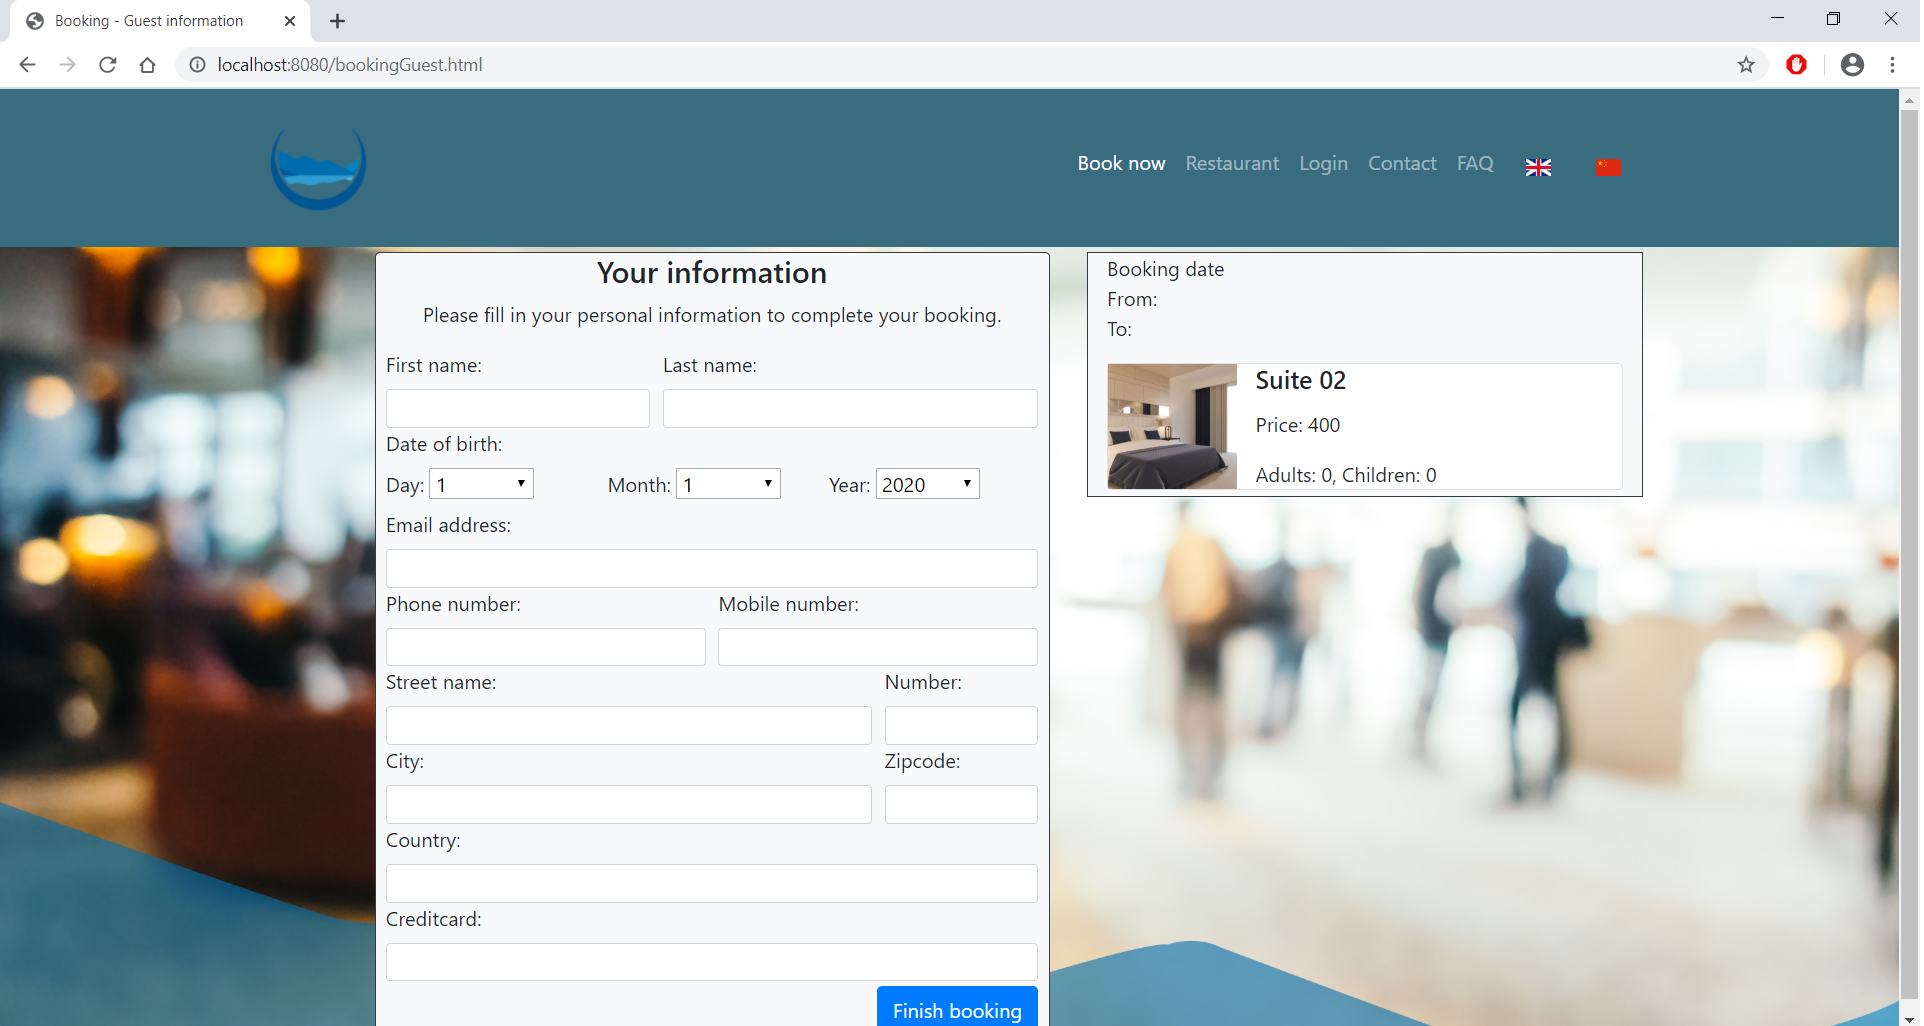 Booking - Guest information
localhost:8080/bookingGuest.html
Book now Restaurant Login Contact FAQ
Your information
Please fill in your personal information to complete your booking.
First name: Last name:
Date of birth:
Day: 1 Month: 1 Year: 2020
Email address:
Phone number: Mobile number:
Street name: Number:
City: Zipcode:
Country:
Creditcard:
Finish booking
Booking date
From:
To:
Suite 02
Price: 400
Adults: 0, Children: 0